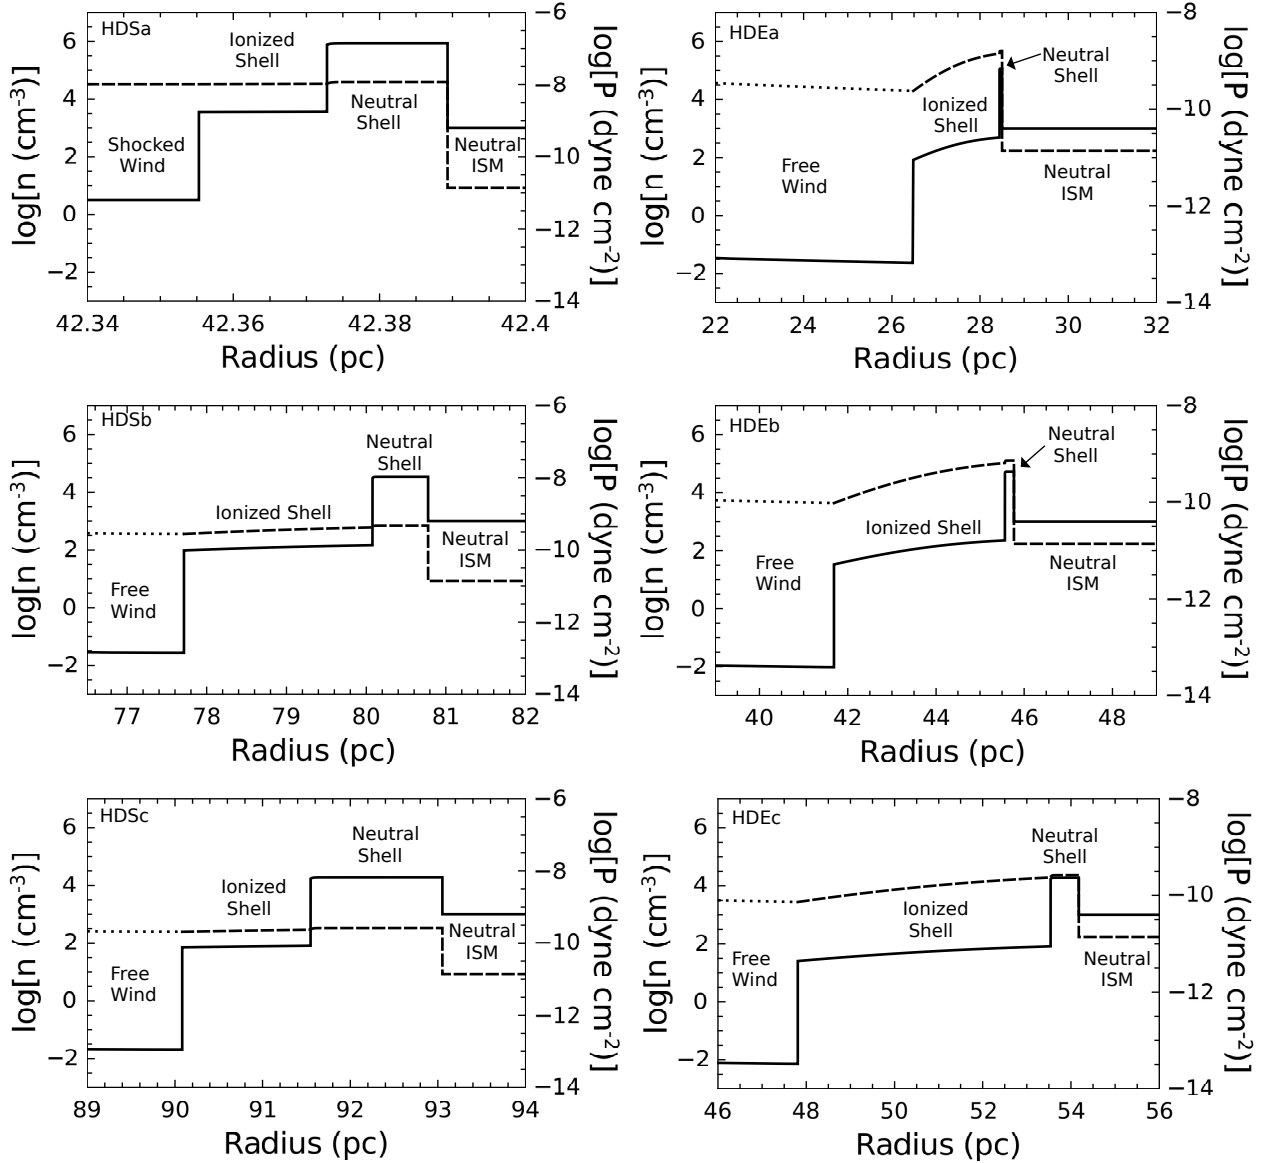 HDSa
Ionized
Shell
Neutral
Shell
Shocked
Wind
Neutral
ISM
6
4
2
0
−2
−6
−8
−10
−12
−14
42.34
42.36
42.38
42.4
log[n (cm-3)]
log[P (dyne cm-2)]
Radius (pc)
HDEa
Neutral
Shell
Ionized
Shell
Free
Wind
Neutral
ISM
6
4
2
0
−2
−8
−10
−12
−14
22
24
26
28
30
32
log[n (cm-3)]
log[P (dyne cm-2)]
Radius (pc)
HDSb
Neutral
Shell
Ionized Shell
Neutral
ISM
Free
Wind
6
4
2
0
−2
−6
−8
−10
−12
−14
77
78
79
80
81
82
log[n (cm-3)]
log[P (dyne cm-2)]
Radius (pc)
HDEb
Neutral
Shell
Ionized Shell
Free
Wind
Neutral
ISM
6
4
2
0
−2
−8
−10
−12
−14
40
42
44
46
48
log[n (cm-3)]
log[P (dyne cm-2)]
Radius (pc)
HDSc
Neutral
Shell
Ionized
Shell
Neutral
ISM
Free
Wind
6
4
2
0
−2
−6
−8
−10
−12
−14
89
90
91
92
93
94
log[n (cm-3)]
log[P (dyne cm-2)]
Radius (pc)
HDEc
Neutral
Shell
Ionized
Shell
Free
Wind
Neutral
ISM
6
4
2
0
−2
−8
−10
−12
−14
46
48
50
52
54
56
log[n (cm-3)]
log[P (dyne cm-2)]
Radius (pc)